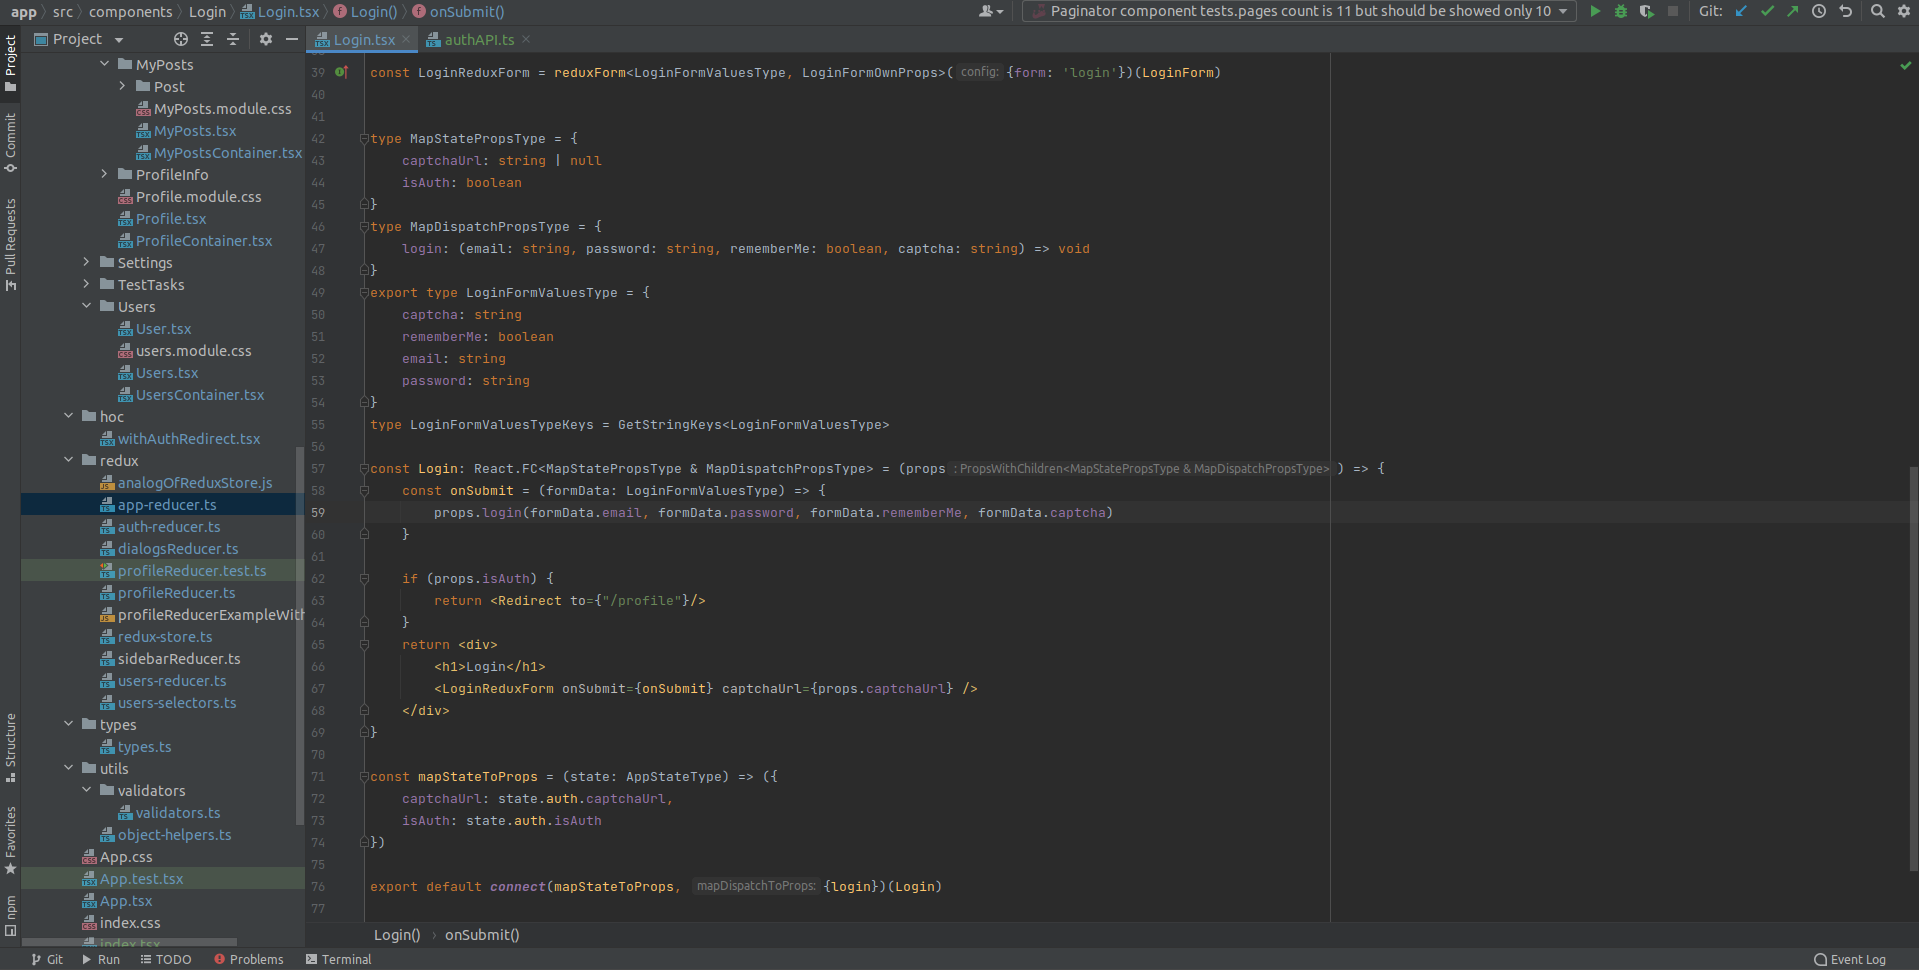 app src components Login Login.tsx Login() onSubmit() Paginator component tests.pages count is 11 but should be showed only 10 Git:
Project Login.tsx authAPI.ts
Project
Commit
Pull Requests
Structure
Favorites
npm
MyPosts
Post
MyPosts.module.css
MyPosts.tsx
MyPostsContainer.tsx
ProfileInfo
Profile.module.css
Profile.tsx
ProfileContainer.tsx
Settings
TestTasks
Users
User.tsx
users.module.css
Users.tsx
UsersContainer.tsx
hoc
withAuthRedirect.tsx
redux
analogOfReduxStore.js
app-reducer.ts
auth-reducer.ts
dialogsReducer.ts
profileReducer.test.ts
profileReducer.ts
profileReducerExampleWith
redux-store.ts
sidebarReducer.ts
users-reducer.ts
users-selectors.ts
types
types.ts
utils
validators
validators.ts
object-helpers.ts
App.css
App.test.tsx
App.tsx
index.css
index.tsx
39 const LoginReduxForm = reduxForm<LoginFormValuesType, LoginFormOwnProps>( config: {form: 'login'})(LoginForm)
40
41
42 type MapStatePropsType = {
43 captchaUrl: string | null
44 isAuth: boolean
45 }
46 type MapDispatchPropsType = {
47 login: (email: string, password: string, rememberMe: boolean, captcha: string) => void
48 }
49 export type LoginFormValuesType = {
50 captcha: string
51 rememberMe: boolean
52 email: string
53 password: string
54 }
55 type LoginFormValuesTypeKeys = GetStringKeys<LoginFormValuesType>
56
57 const Login: React.FC<MapStatePropsType & MapDispatchPropsType> = (props : PropsWithChildren<MapStatePropsType & MapDispatchPropsType> ) => {
58 const onSubmit = (formData: LoginFormValuesType) => {
59 props.login(formData.email, formData.password, formData.rememberMe, formData.captcha)
60 }
61
62 if (props.isAuth) {
63 return <Redirect to={"/profile"}/>
64 }
65 return <div>
66 <h1>Login</h1>
67 <LoginReduxForm onSubmit={onSubmit} captchaUrl={props.captchaUrl} />
68 </div>
69 }
70
71 const mapStateToProps = (state: AppStateType) => ({
72 captchaUrl: state.auth.captchaUrl,
73 isAuth: state.auth.isAuth
74 })
75
76 export default connect(mapStateToProps, mapDispatchToProps: {login})(Login)
77
Login() onSubmit()
Git Run TODO Problems Terminal Event Log